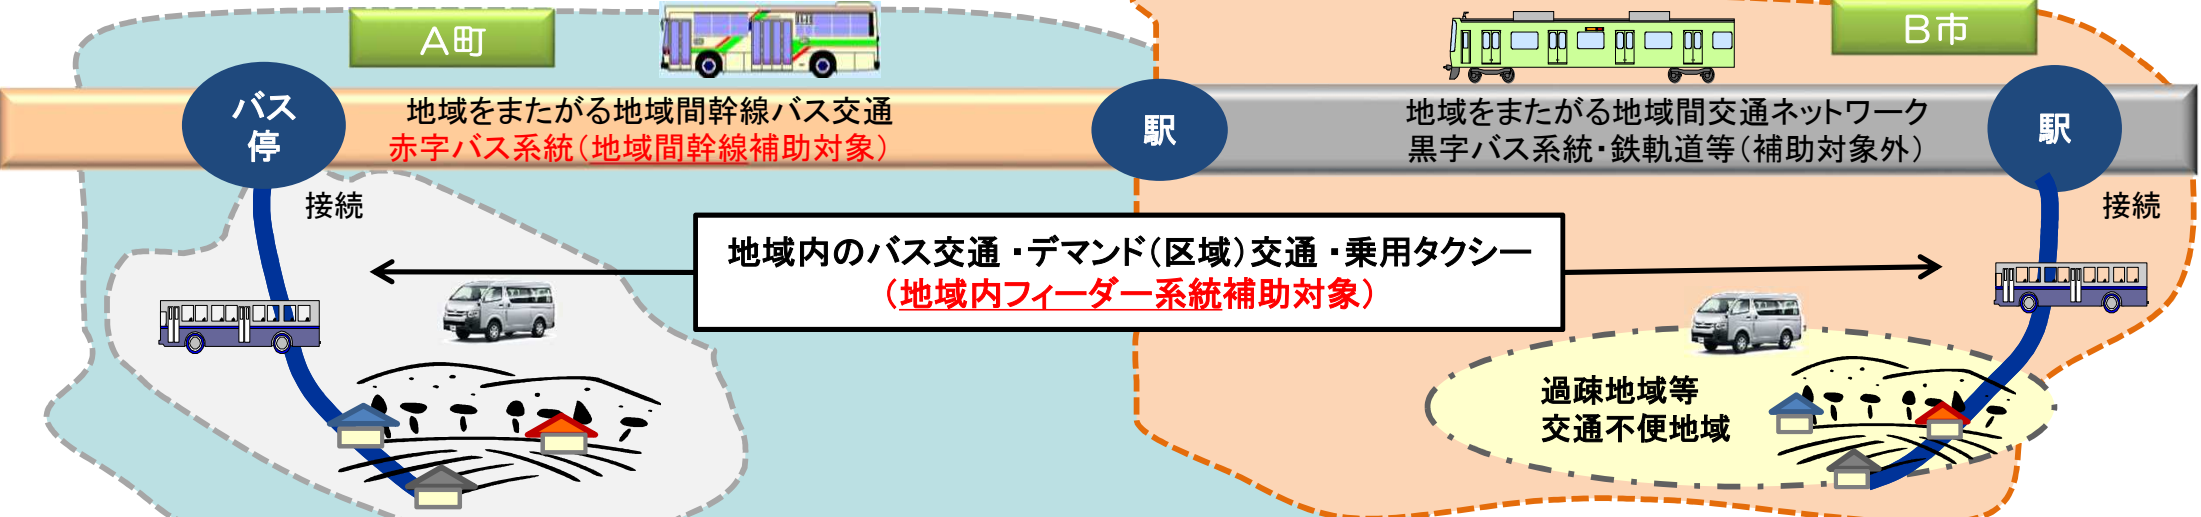 A町
B市
バス
停
地域をまたがる地域間幹線バス交通
赤字バス系統(地域間幹線補助対象)
駅
地域をまたがる地域間交通ネットワーク
黒字バス系統・鉄軌道等(補助対象外)
駅
接続
接続
地域内のバス交通・デマンド(区域)交通・乗用タクシー
(地域内フィーダー系統補助対象)
過疎地域等
交通不便地域